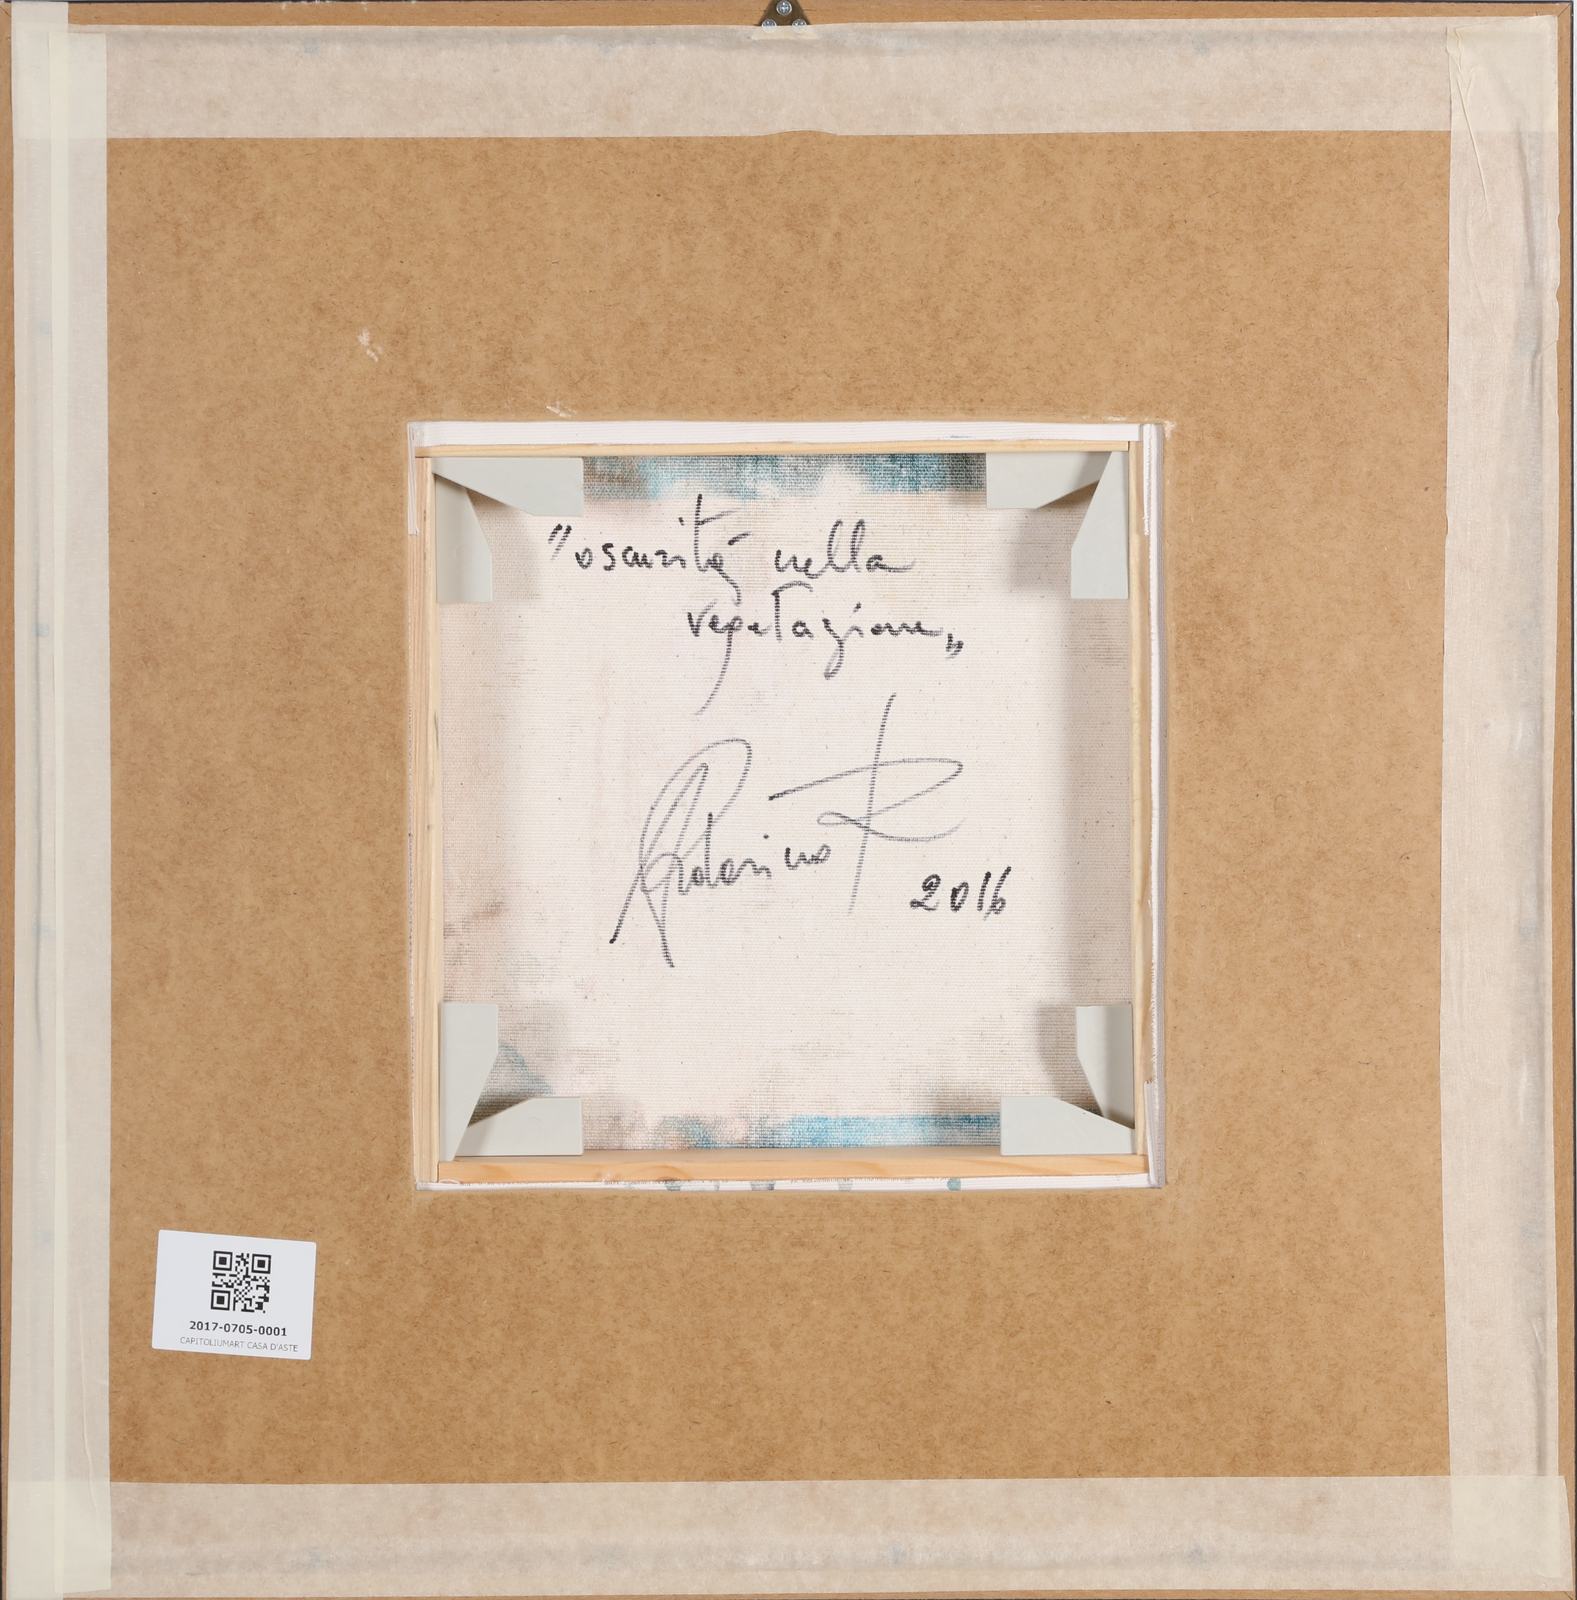 "oscurità nella
vegetazione"
2016
2017-0705-0001
CAPITOLIUMART CASA D'ASTE